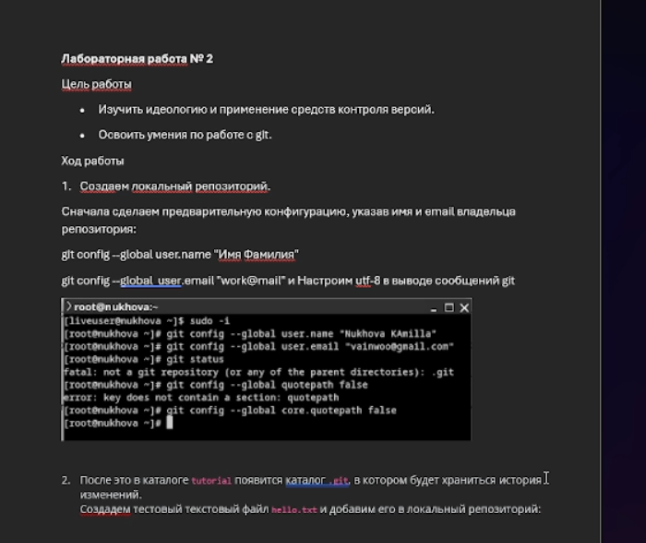 Лабораторная работа № 2
Цель работы
• Изучить идеологию и применение средств контроля версий.
• Освоить умения по работе с git.
Ход работы
1. Создаем локальный репозиторий.
Сначала сделаем предварительную конфигурацию, указав имя и email владельца
репозитория:
git config --global user.name "Имя Фамилия"
git config --global user.email "work@mail" и Настроим utf-8 в выводе сообщений git
root@nukhova:~
[liveuser@nukhova ~]$ sudo -i
[root@nukhova ~]# git config --global user.name "Nukhova KAmilla"
[root@nukhova ~]# git config --global user.email "vainwoo@gmail.com"
[root@nukhova ~]# git status
fatal: not a git repository (or any of the parent directories): .git
[root@nukhova ~]# git config --global quotepath false
error: key does not contain a section: quotepath
[root@nukhova ~]# git config --global core.quotepath false
[root@nukhova ~]#
2. После это в каталоге tutorial появится каталог .git, в котором будет храниться история
изменений.
Создадем тестовый текстовый файл hello.txt и добавим его в локальный репозиторий: